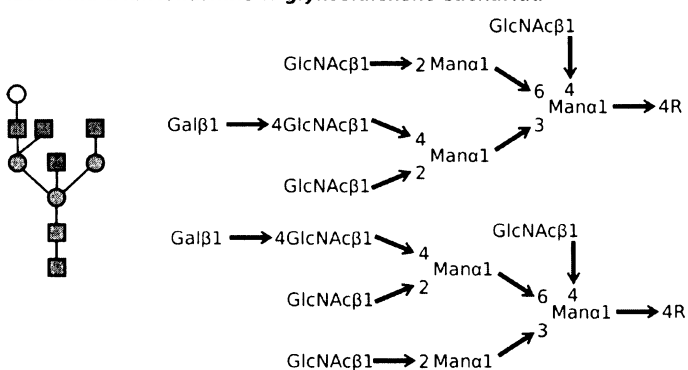 GlcNAcβ1
GlcNAcβ1 2 Manα1
6 4
Manα1 4R
Galβ1 4GlcNAcβ1
3
4
Manα1
2
GlcNAcβ1
GlcNAcβ1
Galβ1 4GlcNAcβ1
4
Manα1
2
6 4
GlcNAcβ1
Manα1 4R
3
GlcNAcβ1 2 Manα1